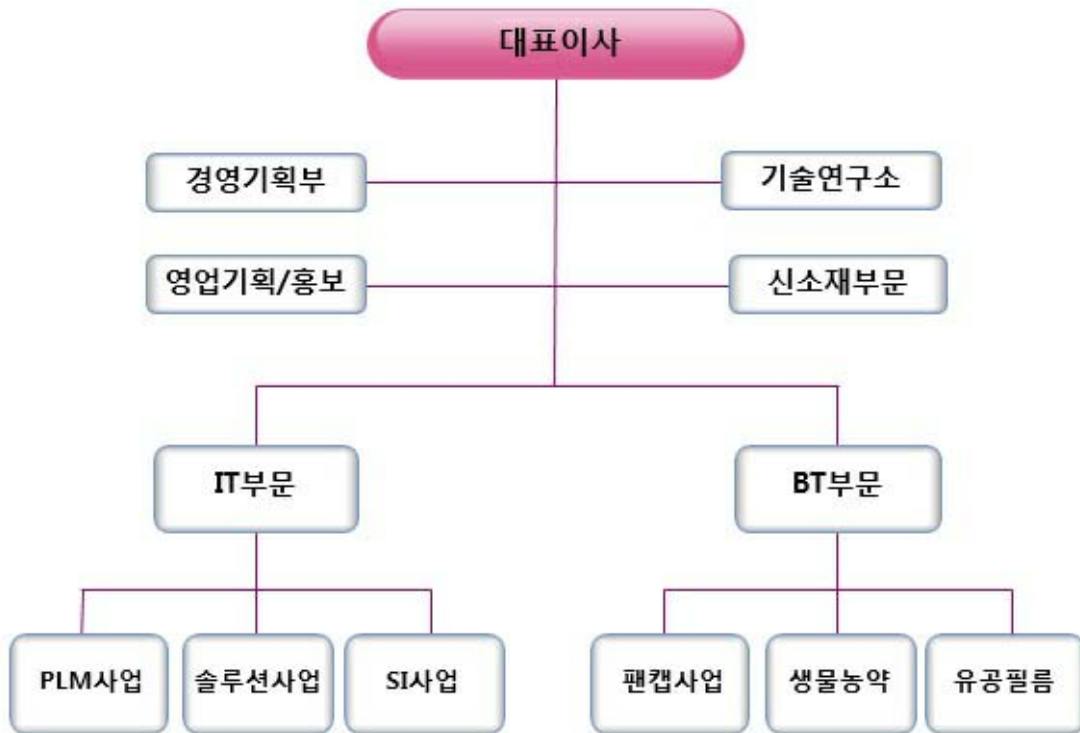 대표이사
경영기획부
기술연구소
영업기획/홍보
신소재부문
IT부문
BT부문
PLM사업
솔루션사업
SI사업
팬캡사업
생물농약
유공필름